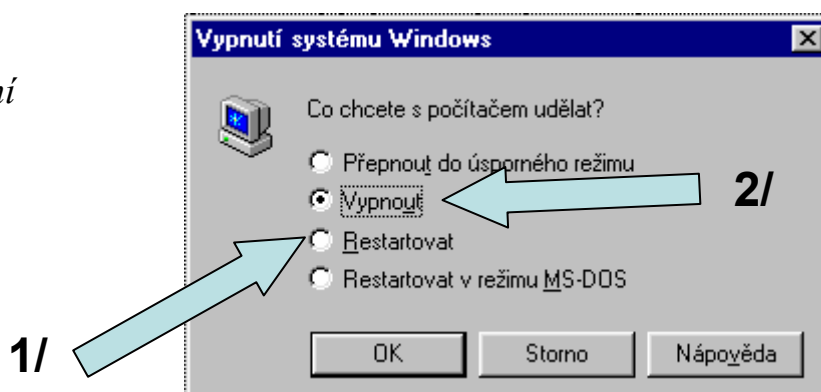 Vypnutí systému Windows
ní
Co chcete s počítačem udělat?
Přepnout do úsporného režimu
Vypnout
2/
Restartovat
Restartovat v režimu MS-DOS
1/
OK Storno Nápověda